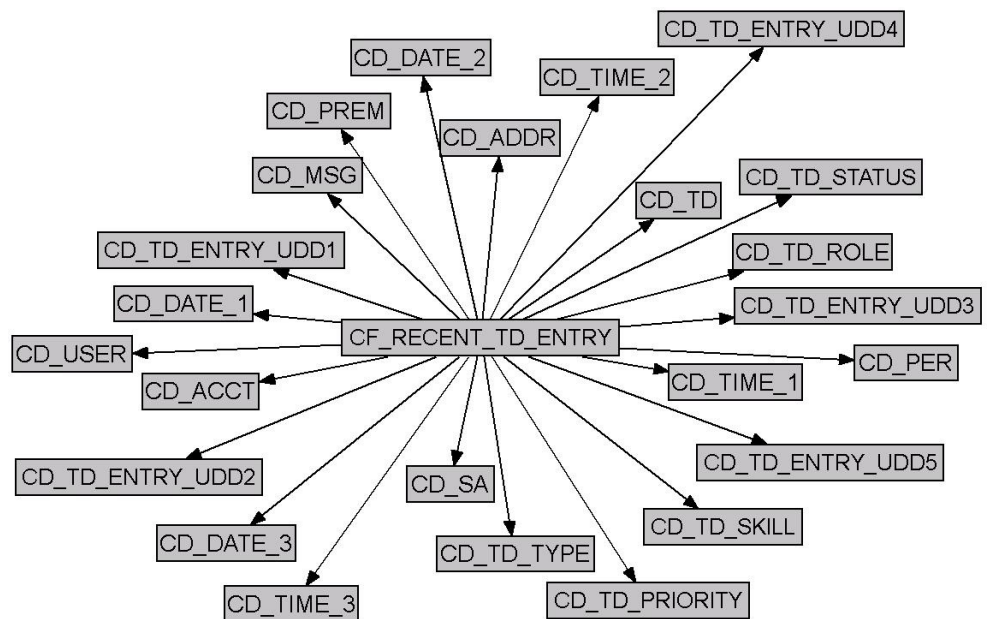 CD_TD_ENTRY_UDD4
CD_DATE_2
CD_TIME_2
CD_PREM
CD_ADDR
CD_MSG
CD_TD_STATUS
CD_TD
CD_TD_ENTRY_UDD1
CD_TD_ROLE
CD_DATE_1
CD_TD_ENTRY_UDD3
CF_RECENT_TD_ENTRY
CD_USER
CD_PER
CD_ACCT
CD_TIME_1
CD_TD_ENTRY_UDD2
CD_TD_ENTRY_UDD5
CD_SA
CD_TD_SKILL
CD_DATE_3
CD_TD_TYPE
CD_TIME_3
CD_TD_PRIORITY